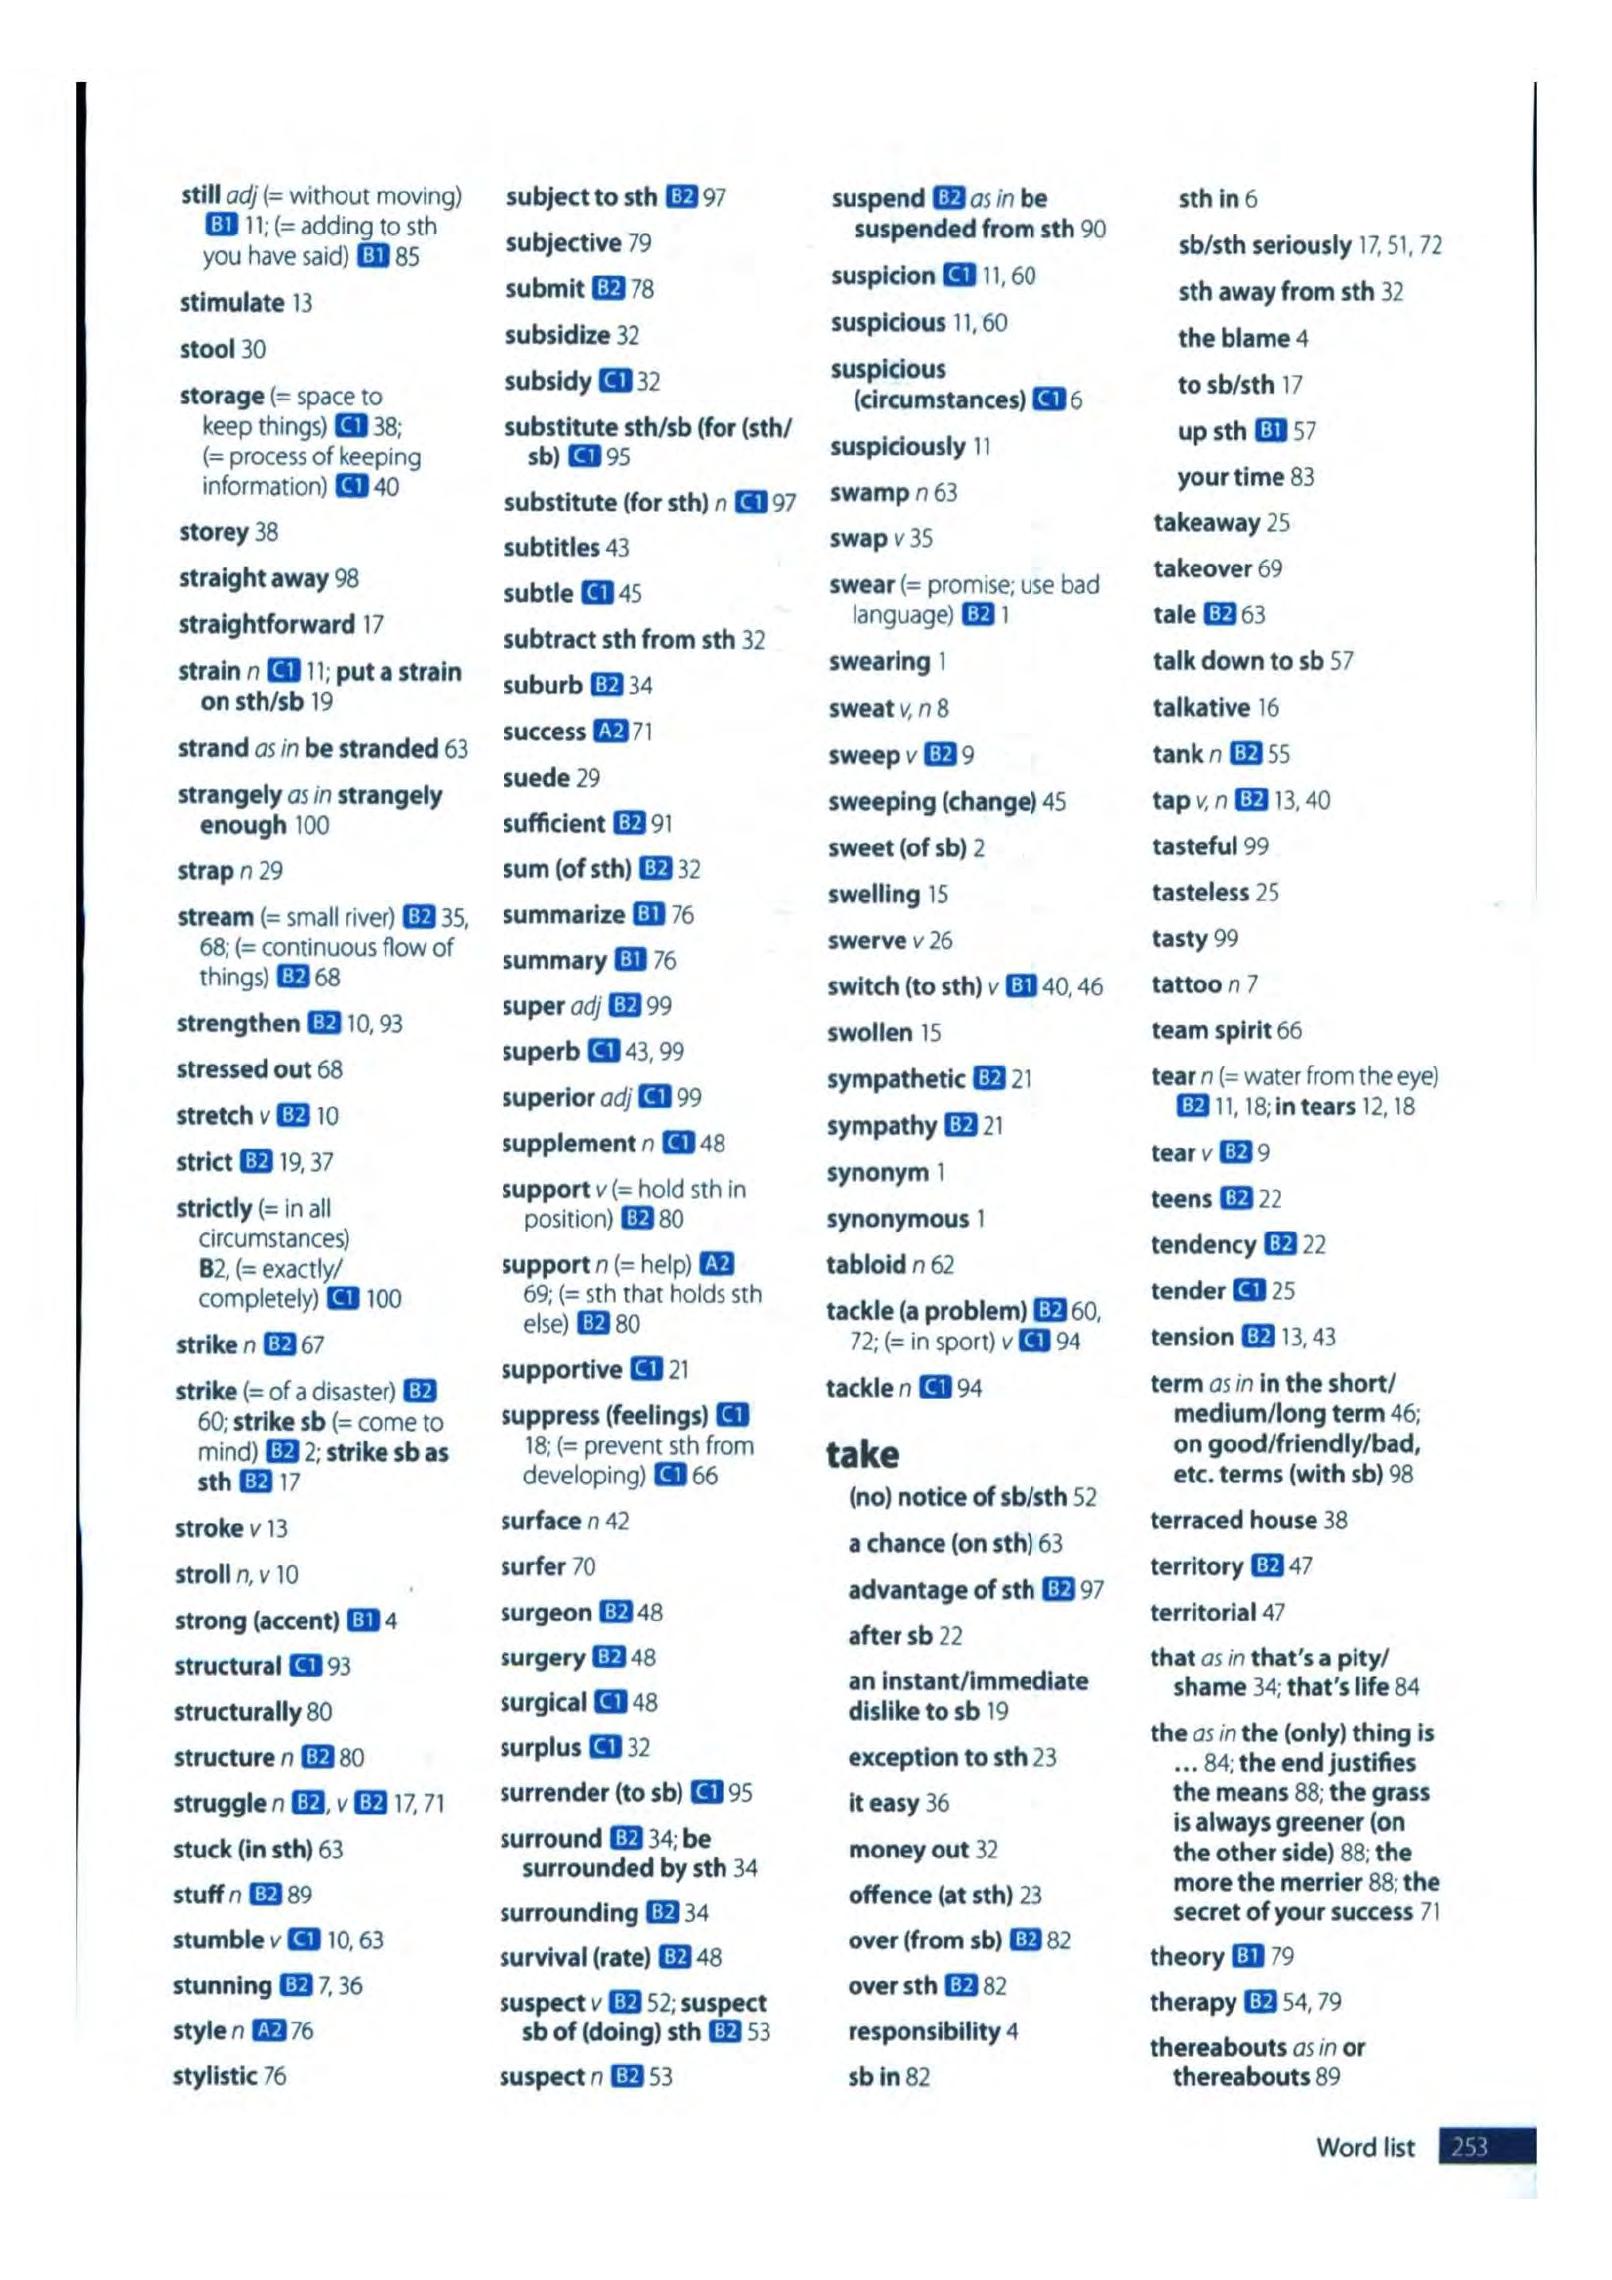 still adj (= without moving)
B1 11; (= adding to sth
you have said) B1 85
stimulate 13
stool 30
storage (= space to
keep things) C1 38;
(= process of keeping
information) C1 40
storey 38
straight away 98
straightforward 17
strain n C1 11; put a strain
on sth/sb 19
strand as in be stranded 63
strangely as in strangely
enough 100
strap n 29
stream (= small river) B2 35,
68; (= continuous flow of
things) B2 68
strengthen B2 10, 93
stressed out 68
stretch v B2 10
strict B2 19, 37
strictly (= in all
circumstances)
B2, (= exactly/
completely) C1 100
strike n B2 67
strike (= of a disaster) B2
60; strike sb (= come to
mind) B2 2; strike sb as
sth B2 17
stroke v 13
stroll n, v 10
strong (accent) B1 4
structural C1 93
structurally 80
structure n B2 80
struggle n B2, v B2 17, 71
stuck (in sth) 63
stuff n B2 89
stumble v C1 10, 63
stunning B2 7, 36
style n A2 76
stylistic 76
subject to sth B2 97
subjective 79
submit B2 78
subsidize 32
subsidy C1 32
substitute sth/sb (for (sth/
sb) C1 95
substitute (for sth) n C1 97
subtitles 43
subtle C1 45
subtract sth from sth 32
suburb B2 34
success A2 71
suede 29
sufficient B2 91
sum (of sth) B2 32
summarize B1 76
summary B1 76
super adj B2 99
superb C1 43, 99
superior adj C1 99
supplement n C1 48
support v (= hold sth in
position) B2 80
support n (= help) A2
69; (= sth that holds sth
else) B2 80
supportive C1 21
suppress (feelings) C1
18; (= prevent sth from
developing) C1 66
surface n 42
surfer 70
surgeon B2 48
surgery B2 48
surgical C1 48
surplus C1 32
surrender (to sb) C1 95
surround B2 34; be
surrounded by sth 34
surrounding B2 34
survival (rate) B2 48
suspect v B2 52; suspect
sb of (doing) sth B2 53
suspect n B2 53
suspend B2 as in be
suspended from sth 90
suspicion C1 11, 60
suspicious 11, 60
suspicious
(circumstances) C1 6
suspiciously 11
swamp n 63
swap v 35
swear (= promise; use bad
language) B2 1
swearing 1
sweat v, n 8
sweep v B2 9
sweeping (change) 45
sweet (of sb) 2
swelling 15
swerve v 26
switch (to sth) v B1 40, 46
swollen 15
sympathetic B2 21
sympathy B2 21
synonym 1
synonymous 1
tabloid n 62
tackle (a problem) B2 60,
72; (= in sport) v C1 94
tackle n C1 94
take
(no) notice of sb/sth 52
a chance (on sth) 63
advantage of sth B2 97
after sb 22
an instant/immediate
dislike to sb 19
exception to sth 23
it easy 36
money out 32
offence (at sth) 23
over (from sb) B2 82
over sth B2 82
responsibility 4
sb in 82
sth in 6
sb/sth seriously 17, 51, 72
sth away from sth 32
the blame 4
to sb/sth 17
up sth B1 57
your time 83
takeaway 25
takeover 69
tale B2 63
talk down to sb 57
talkative 16
tank n B2 55
tap v, n B2 13, 40
tasteful 99
tasteless 25
tasty 99
tattoo n 7
team spirit 66
tear n (= water from the eye)
B2 11, 18; in tears 12, 18
tear v B2 9
teens B2 22
tendency B2 22
tender C1 25
tension B2 13, 43
term as in in the short/
medium/long term 46;
on good/friendly/bad,
etc. terms (with sb) 98
terraced house 38
territory B2 47
territorial 47
that as in that's a pity/
shame 34; that's life 84
the as in the (only) thing is
... 84; the end justifies
the means 88; the grass
is always greener (on
the other side) 88; the
more the merrier 88; the
secret of your success 71
theory B1 79
therapy B2 54, 79
thereabouts as in or
thereabouts 89
Word list 253